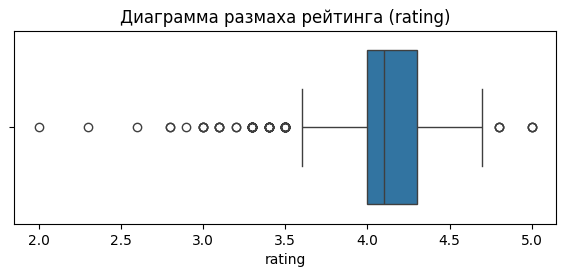 Диаграмма размаха рейтинга (rating)
2.0 2.5 3.0 3.5 4.0 4.5 5.0
rating